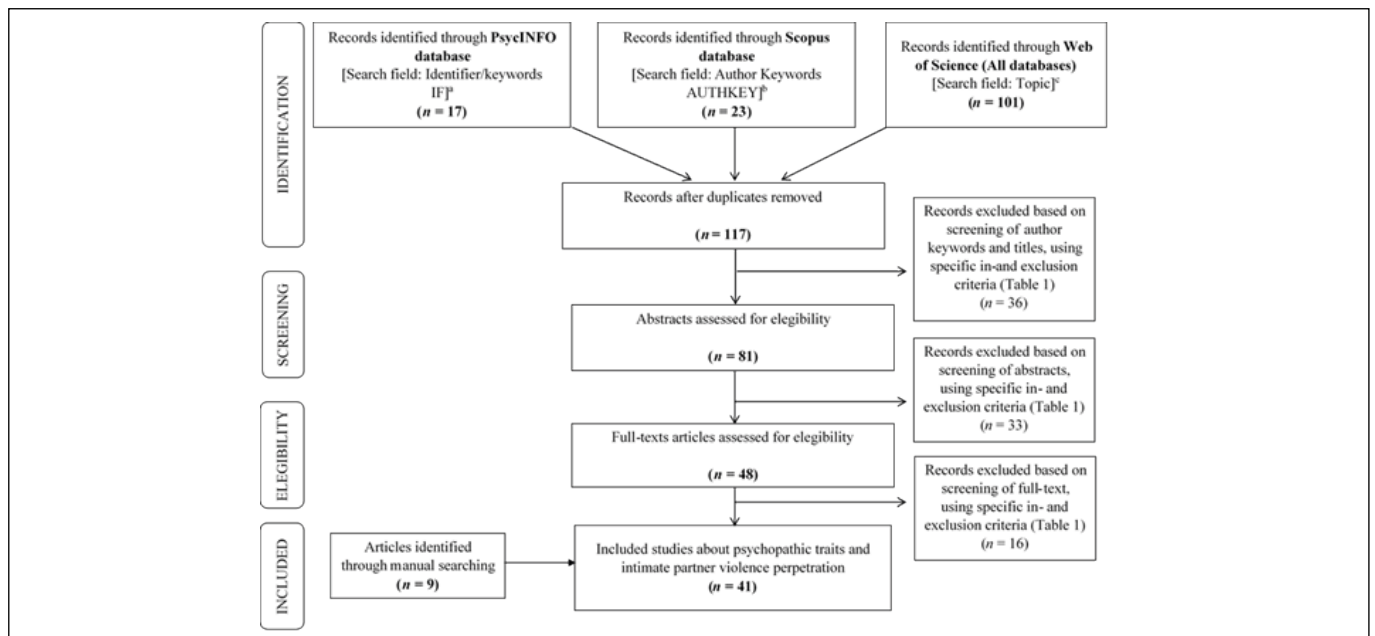 IDENTIFICATION
Records identified through PsycINFO
database
[Search field: Identifier/keywords
IF]a
(n = 17)
Records identified through Scopus
database
[Search field: Author Keywords
AUTHKEY]b
(n = 23)
Records identified through Web
of Science (All databases)
[Search field: Topic]c
(n = 101)
Records after duplicates removed
(n = 117)
Records excluded based on
screening of author
keywords and titles, using
specific in-and exclusion
criteria (Table 1)
(n = 36)
SCREENING
Abstracts assessed for elegibility
(n = 81)
Records excluded based on
screening of abstracts,
using specific in- and
exclusion criteria (Table 1)
(n = 33)
ELEGIBILITY
Full-texts articles assessed for elegibility
(n = 48)
Records excluded based on
screening of full-text,
using specific in- and
exclusion criteria (Table 1)
(n = 16)
INCLUDED
Articles identified
through manual searching
(n = 9)
Included studies about psychopathic traits and
intimate partner violence perpetration
(n = 41)